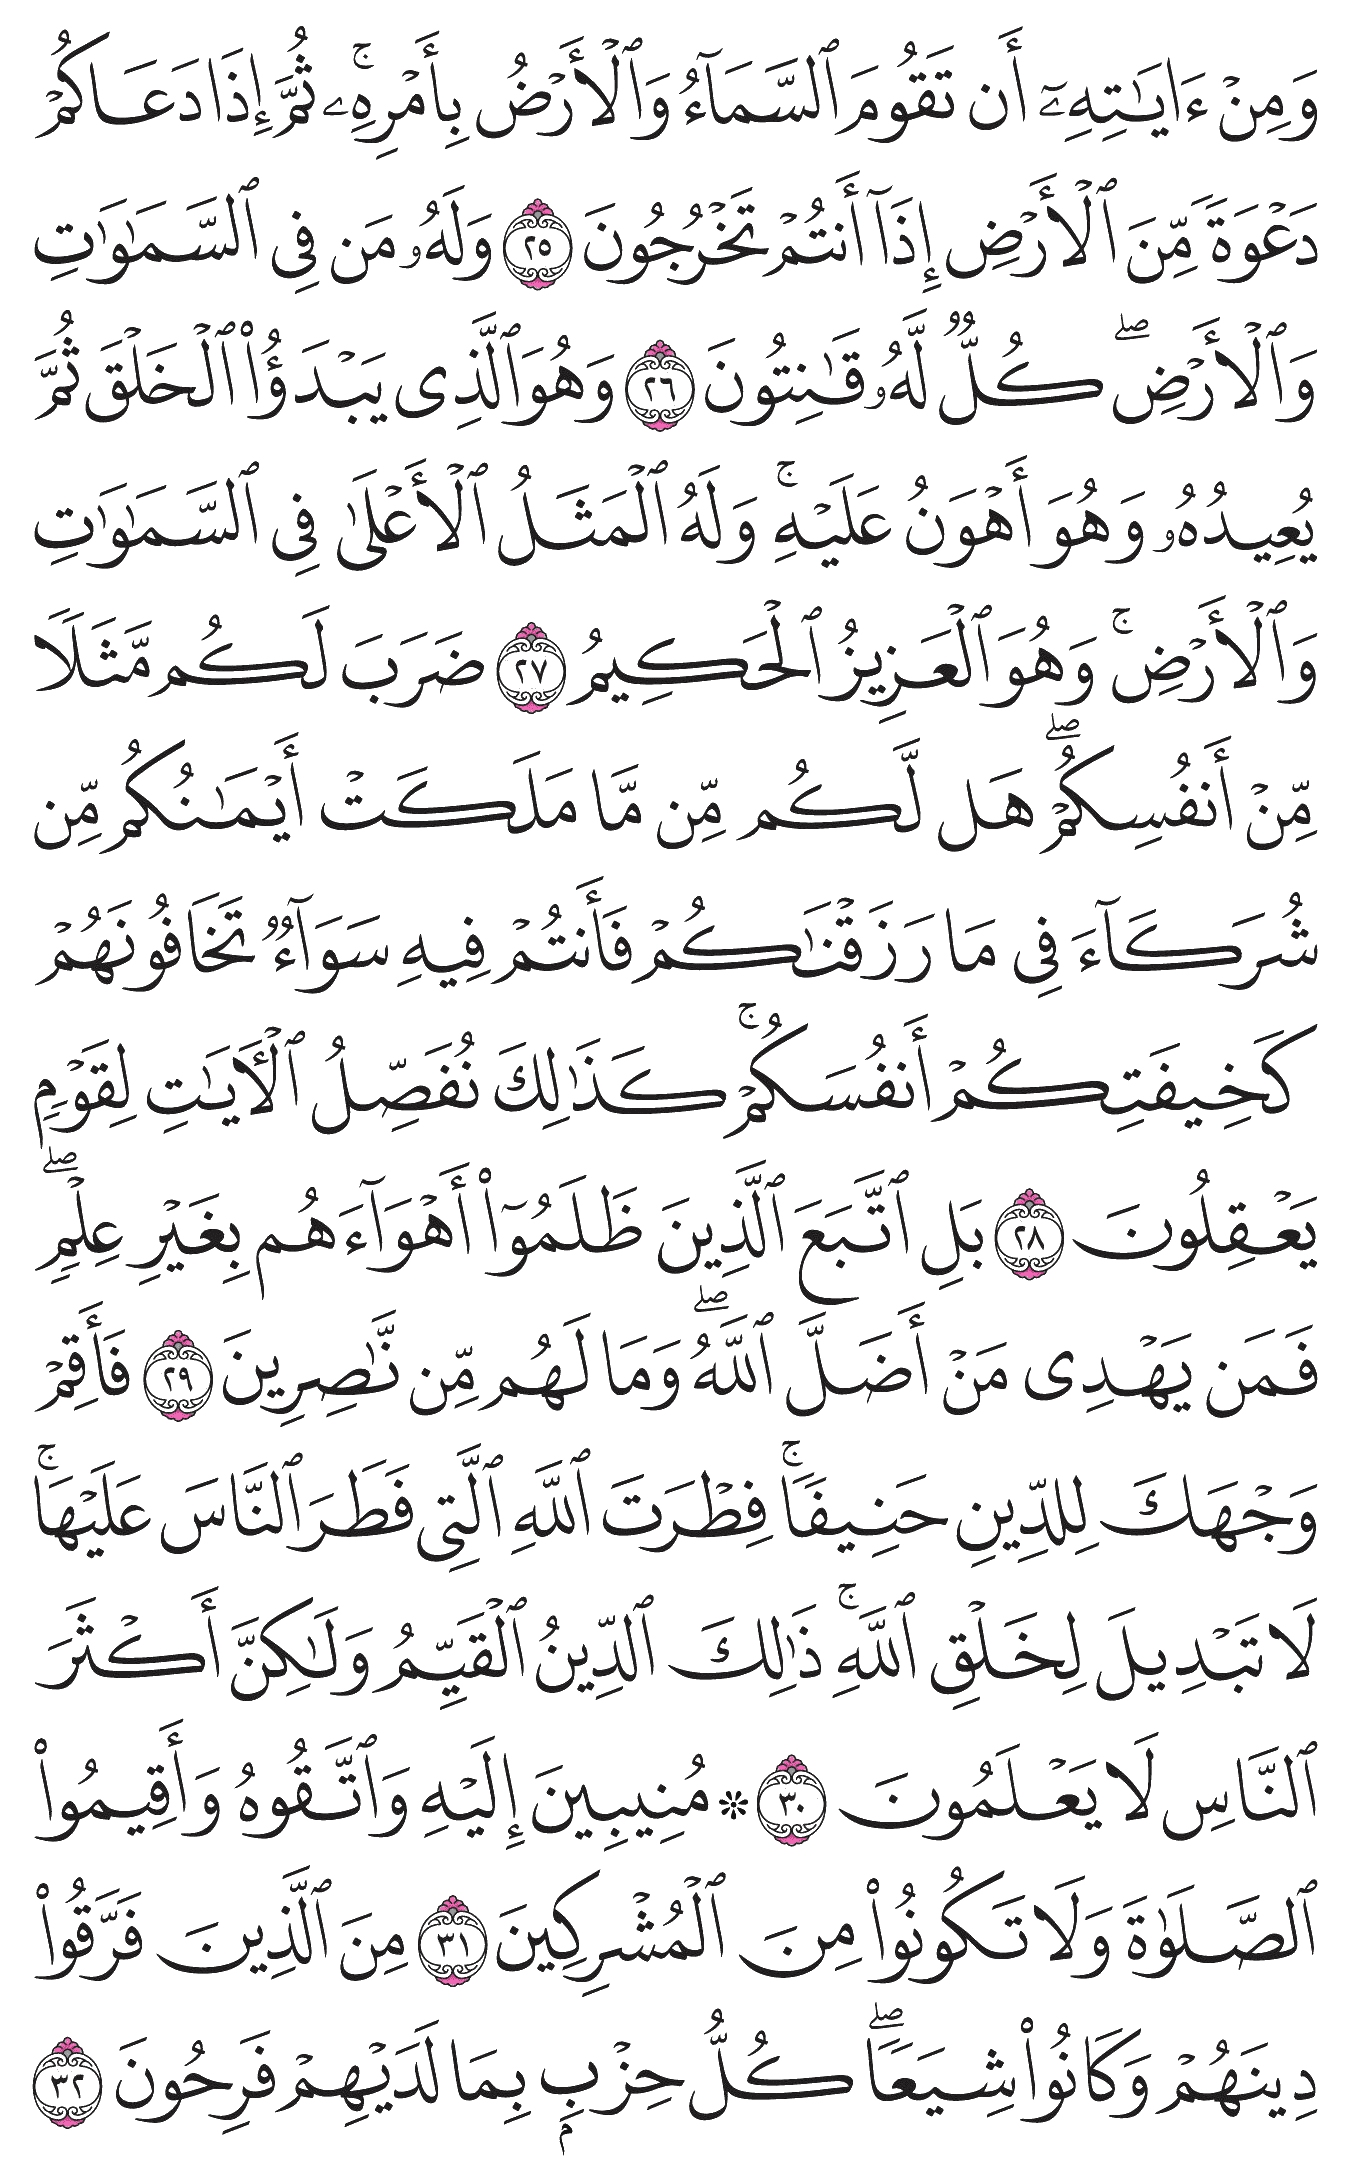 وَمِنۡ ءَايَٰتِهِۦٓ أَن تَقُومَ ٱلسَّمَآءُ وَٱلۡأَرۡضُ بِأَمۡرِهِۦۚ ثُمَّ إِذَا دَعَاكُمۡ
دَعۡوَةٗ مِّنَ ٱلۡأَرۡضِ إِذَآ أَنتُمۡ تَخۡرُجُونَ ٢٥ وَلَهُۥ مَن فِي ٱلسَّمَٰوَٰتِ
وَٱلۡأَرۡضِۖ كُلّٞ لَّهُۥ قَٰنِتُونَ ٢٦ وَهُوَ ٱلَّذِي يَبۡدَؤُاْ ٱلۡخَلۡقَ ثُمَّ
يُعِيدُهُۥ وَهُوَ أَهۡوَنُ عَلَيۡهِۚ وَلَهُ ٱلۡمَثَلُ ٱلۡأَعۡلَىٰ فِي ٱلسَّمَٰوَٰتِ
وَٱلۡأَرۡضِۚ وَهُوَ ٱلۡعَزِيزُ ٱلۡحَكِيمُ ٢٧ ضَرَبَ لَكُم مَّثَلٗا
مِّنۡ أَنفُسِكُمۡۖ هَل لَّكُم مِّن مَّا مَلَكَتۡ أَيۡمَٰنُكُم مِّن
شُرَكَآءَ فِي مَا رَزَقۡنَٰكُمۡ فَأَنتُمۡ فِيهِ سَوَآءٞ تَخَافُونَهُمۡ
كَخِيفَتِكُمۡ أَنفُسَكُمۡۚ كَذَٰلِكَ نُفَصِّلُ ٱلۡأٓيَٰتِ لِقَوۡمٖ
يَعۡقِلُونَ ٢٨ بَلِ ٱتَّبَعَ ٱلَّذِينَ ظَلَمُوٓاْ أَهۡوَآءَهُم بِغَيۡرِ عِلۡمٖۖ
فَمَن يَهۡدِي مَنۡ أَضَلَّ ٱللَّهُۖ وَمَا لَهُم مِّن نَّٰصِرِينَ ٢٩ فَأَقِمۡ
وَجۡهَكَ لِلدِّينِ حَنِيفٗاۚ فِطۡرَتَ ٱللَّهِ ٱلَّتِي فَطَرَ ٱلنَّاسَ عَلَيۡهَاۚ
لَا تَبۡدِيلَ لِخَلۡقِ ٱللَّهِۚ ذَٰلِكَ ٱلدِّينُ ٱلۡقَيِّمُ وَلَٰكِنَّ أَكۡثَرَ
ٱلنَّاسِ لَا يَعۡلَمُونَ ٣٠ ۞ مُنِيبِينَ إِلَيۡهِ وَٱتَّقُوهُ وَأَقِيمُواْ
ٱلصَّلَوٰةَ وَلَا تَكُونُواْ مِنَ ٱلۡمُشۡرِكِينَ ٣١ مِنَ ٱلَّذِينَ فَرَّقُواْ
دِينَهُمۡ وَكَانُواْ شِيَعٗاۖ كُلُّ حِزۡبِۭ بِمَا لَدَيۡهِمۡ فَرِحُونَ ٣٢